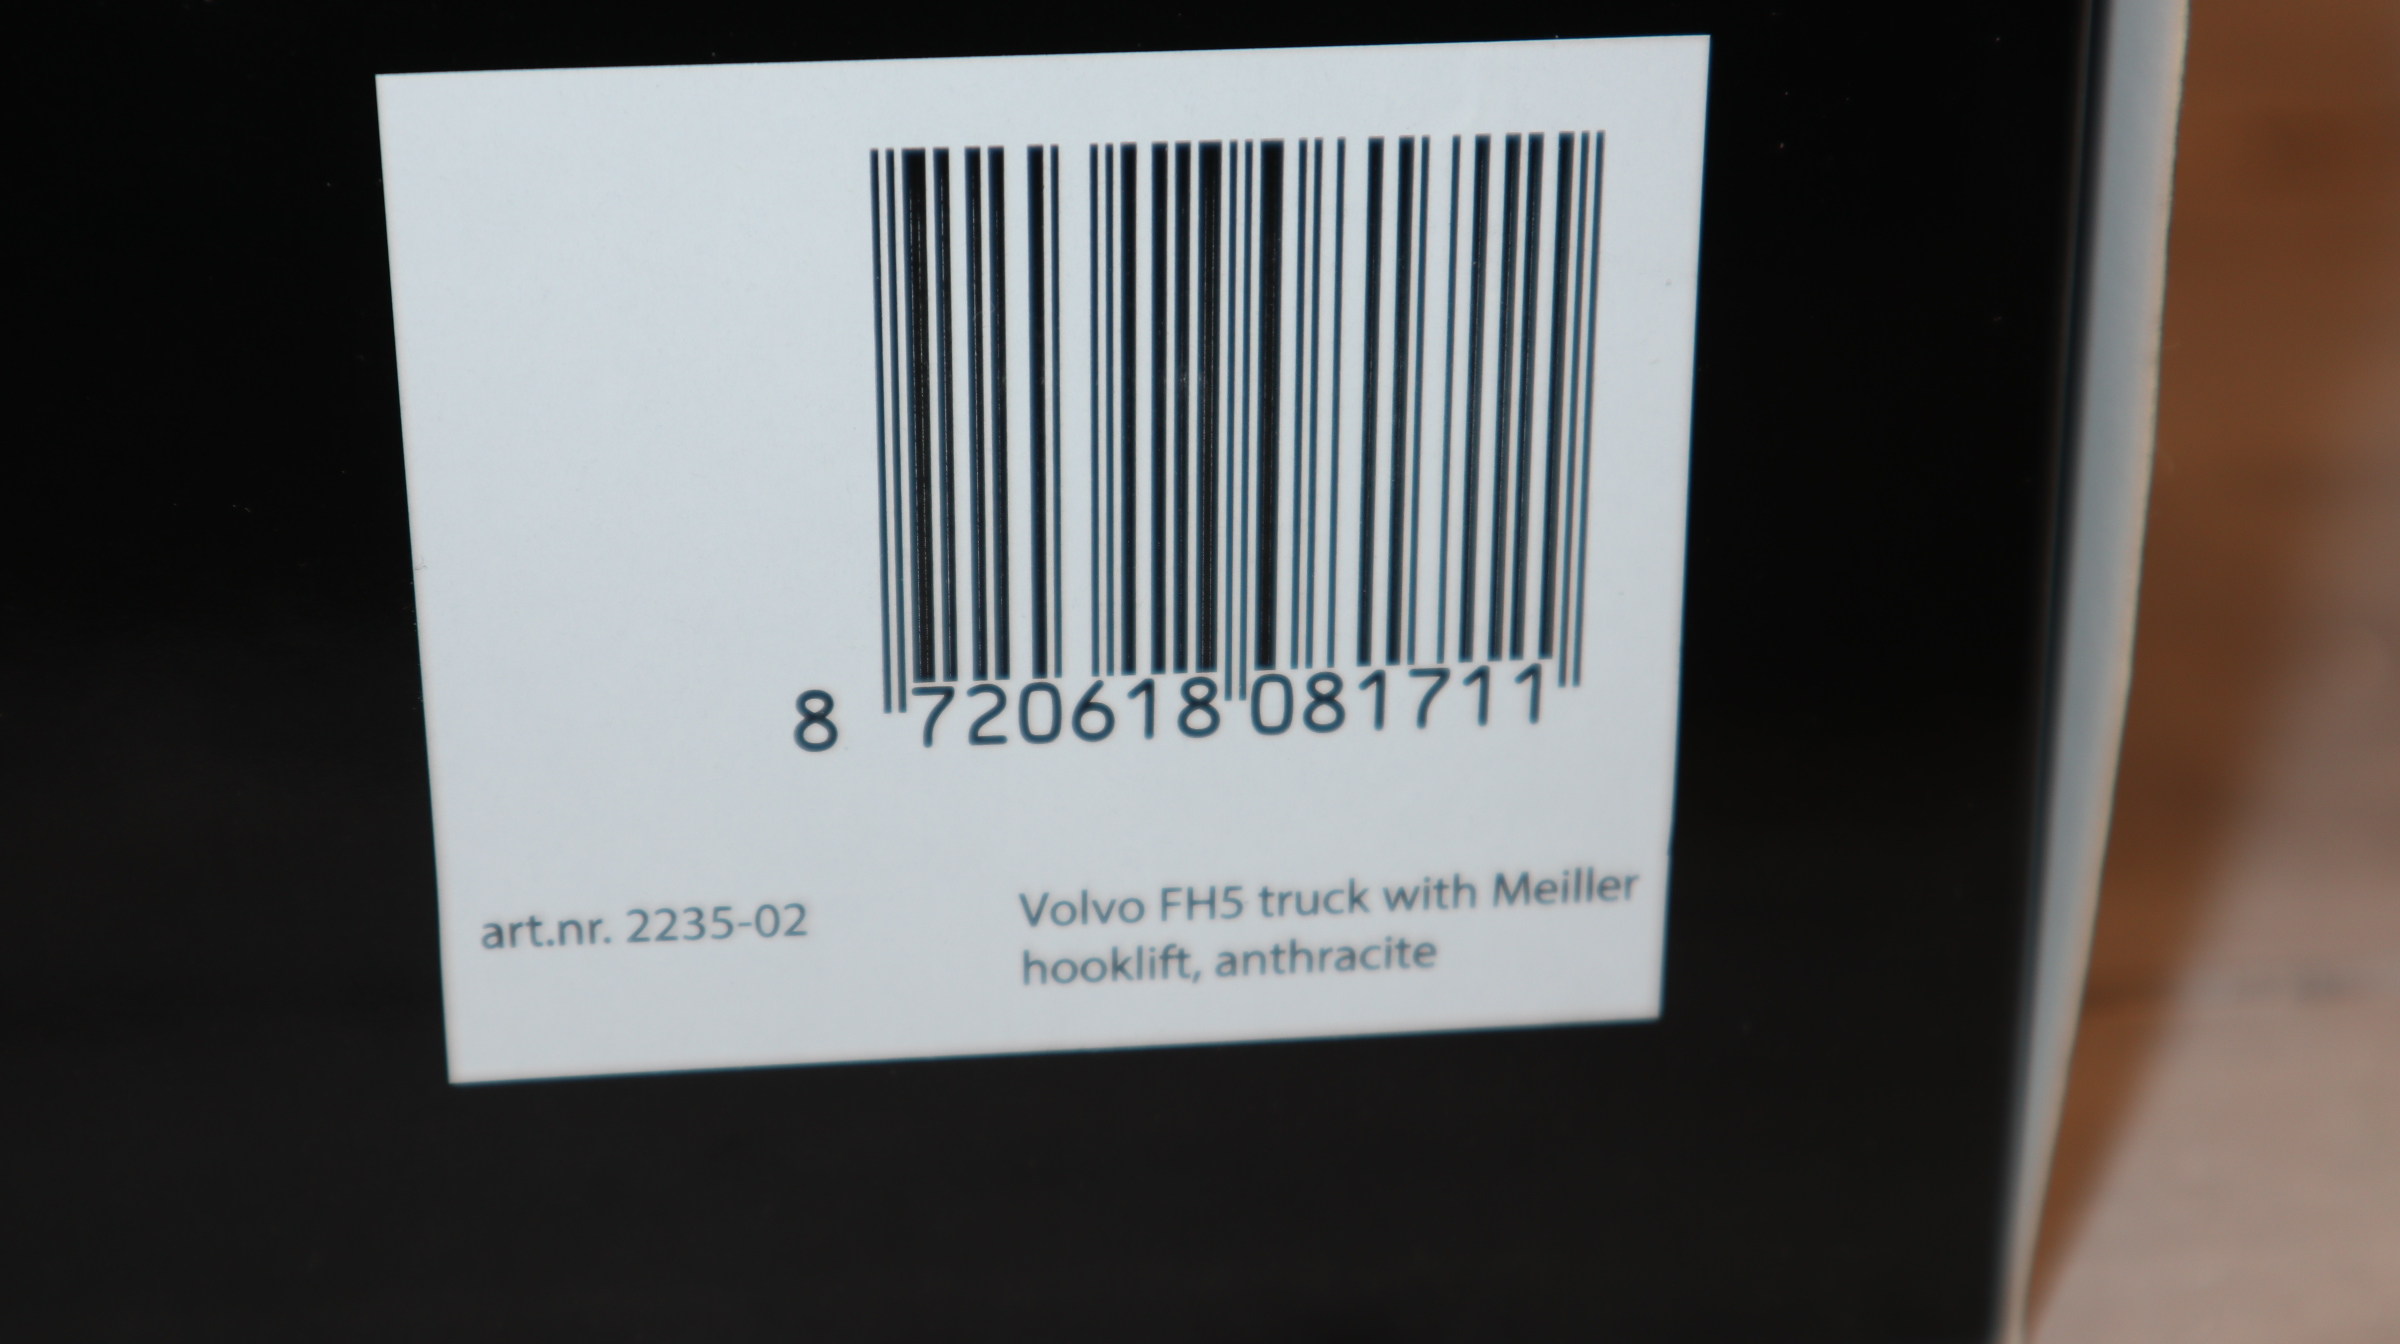 8 720618 081711
art.nr. 2235-02
Volvo FH5 truck with Meiller
hooklift, anthracite